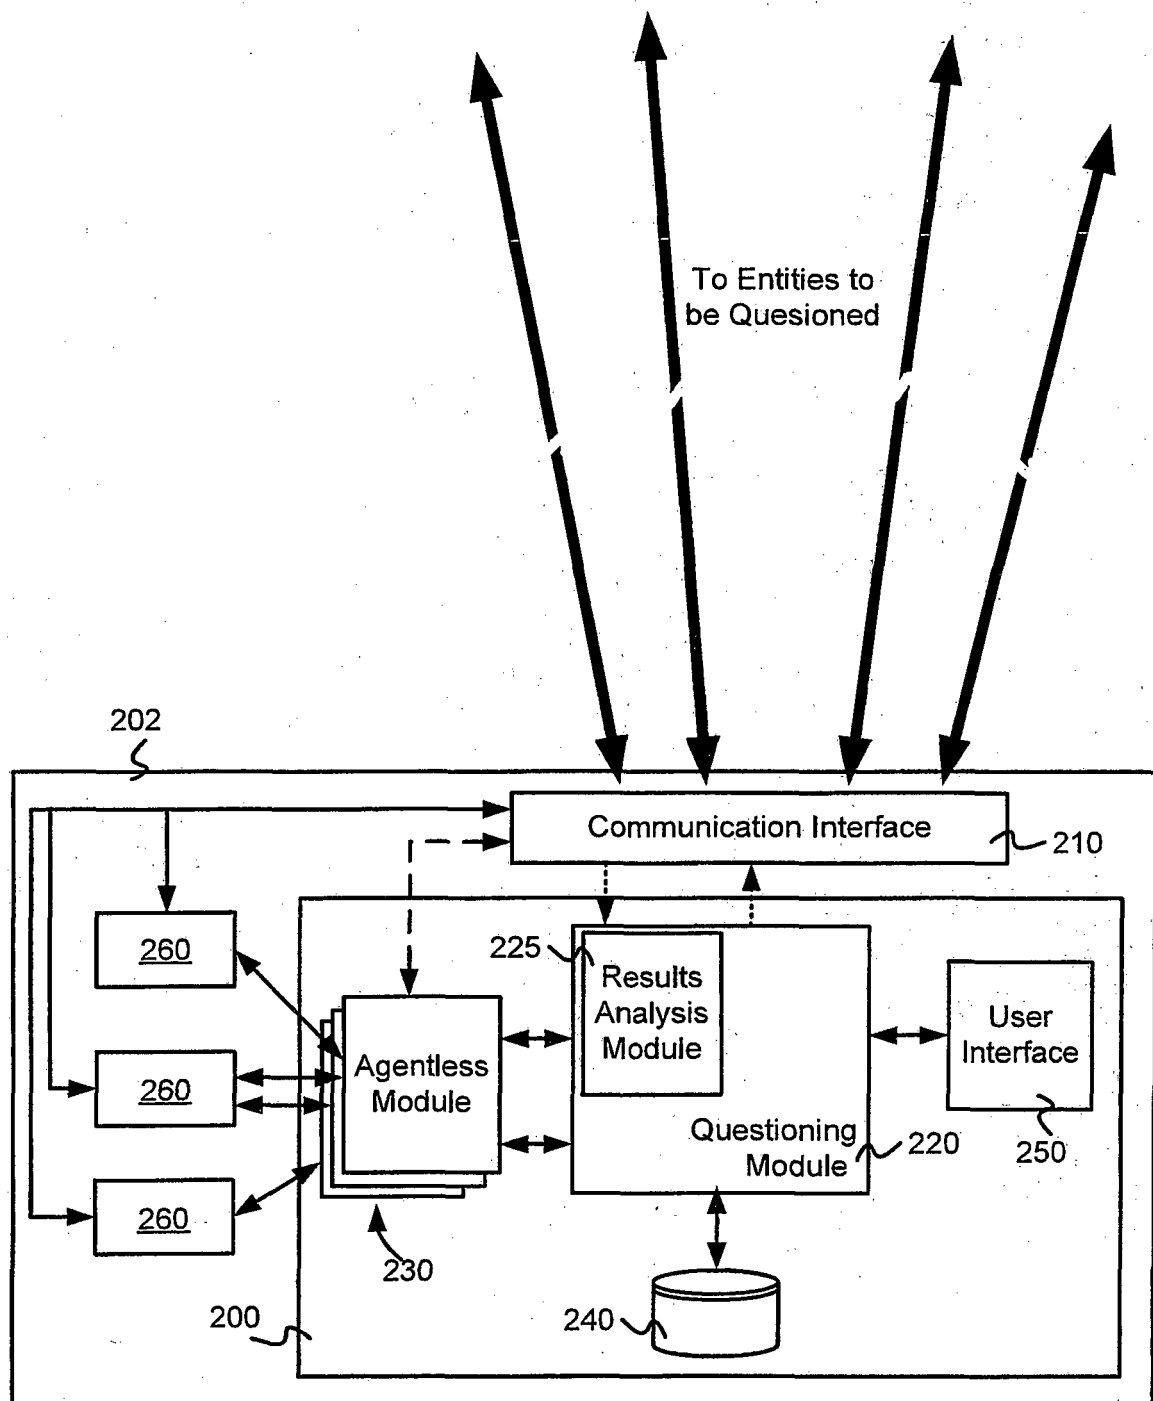 To Entities to
be Quesioned
202
Communication Interface
210
260
225
Results
Analysis
Module
User
Interface
250
260
Agentless
Module
Questioning
Module
220
260
230
200
240